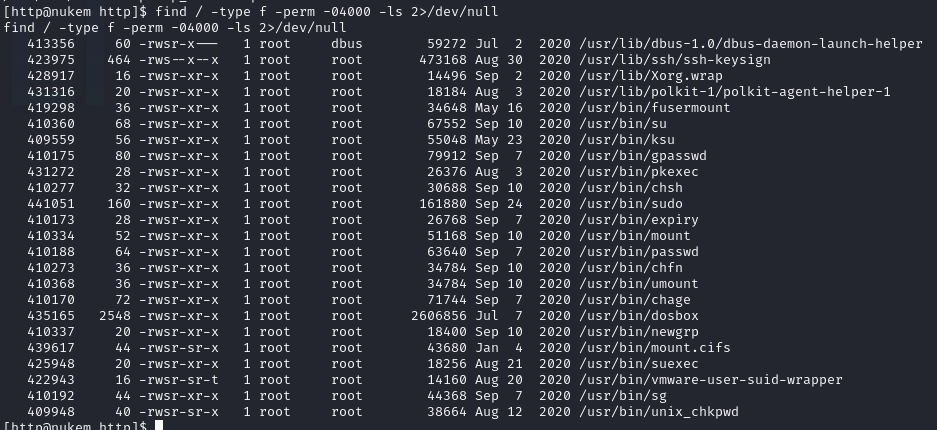 [http@nukem http]$ find / -type f -perm -04000 -ls 2>/dev/null
find / -type f -perm -04000 -ls 2>/dev/null
413356 60 -rwsr-x--- 1 root dbus 59272 Jul 2 2020 /usr/lib/dbus-1.0/dbus-daemon-launch-helper
423975 464 -rws--x--x 1 root root 473168 Aug 30 2020 /usr/lib/ssh/ssh-keysign
428917 16 -rwsr-xr-x 1 root root 14496 Sep 2 2020 /usr/lib/Xorg.wrap
431316 20 -rwsr-xr-x 1 root root 18184 Aug 3 2020 /usr/lib/polkit-1/polkit-agent-helper-1
419298 36 -rwsr-xr-x 1 root root 34648 May 16 2020 /usr/bin/fusermount
410360 68 -rwsr-xr-x 1 root root 67552 Sep 10 2020 /usr/bin/su
409559 56 -rwsr-xr-x 1 root root 55048 May 23 2020 /usr/bin/ksu
410175 80 -rwsr-xr-x 1 root root 79912 Sep 7 2020 /usr/bin/gpasswd
431272 28 -rwsr-xr-x 1 root root 26376 Aug 3 2020 /usr/bin/pkexec
410277 32 -rwsr-xr-x 1 root root 30688 Sep 10 2020 /usr/bin/chsh
441051 160 -rwsr-xr-x 1 root root 161880 Sep 24 2020 /usr/bin/sudo
410173 28 -rwsr-xr-x 1 root root 26768 Sep 7 2020 /usr/bin/expiry
410334 52 -rwsr-xr-x 1 root root 51168 Sep 10 2020 /usr/bin/mount
410188 64 -rwsr-xr-x 1 root root 63640 Sep 7 2020 /usr/bin/passwd
410273 36 -rwsr-xr-x 1 root root 34784 Sep 10 2020 /usr/bin/chfn
410368 36 -rwsr-xr-x 1 root root 34784 Sep 10 2020 /usr/bin/umount
410170 72 -rwsr-xr-x 1 root root 71744 Sep 7 2020 /usr/bin/chage
435165 2548 -rwsr-xr-x 1 root root 2606856 Jul 7 2020 /usr/bin/dosbox
410337 20 -rwsr-xr-x 1 root root 18400 Sep 10 2020 /usr/bin/newgrp
439617 44 -rwsr-sr-x 1 root root 43680 Jan 4 2020 /usr/bin/mount.cifs
425948 20 -rwsr-xr-x 1 root root 18256 Aug 21 2020 /usr/bin/suexec
422943 16 -rwsr-sr-t 1 root root 14160 Aug 20 2020 /usr/bin/vmware-user-suid-wrapper
410192 44 -rwsr-xr-x 1 root root 44368 Sep 7 2020 /usr/bin/sg
409948 40 -rwsr-sr-x 1 root root 38664 Aug 12 2020 /usr/bin/unix_chkpwd
[http@nukem http]$